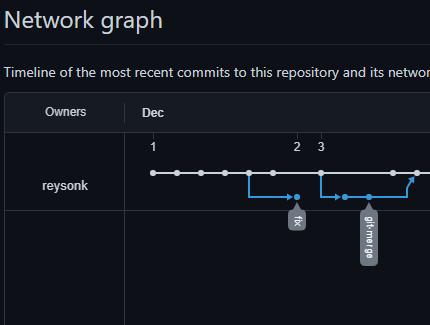 Network graph
Timeline of the most recent commits to this repository and its networ
Owners Dec
1 2 3
reysonk
fix
git-merge